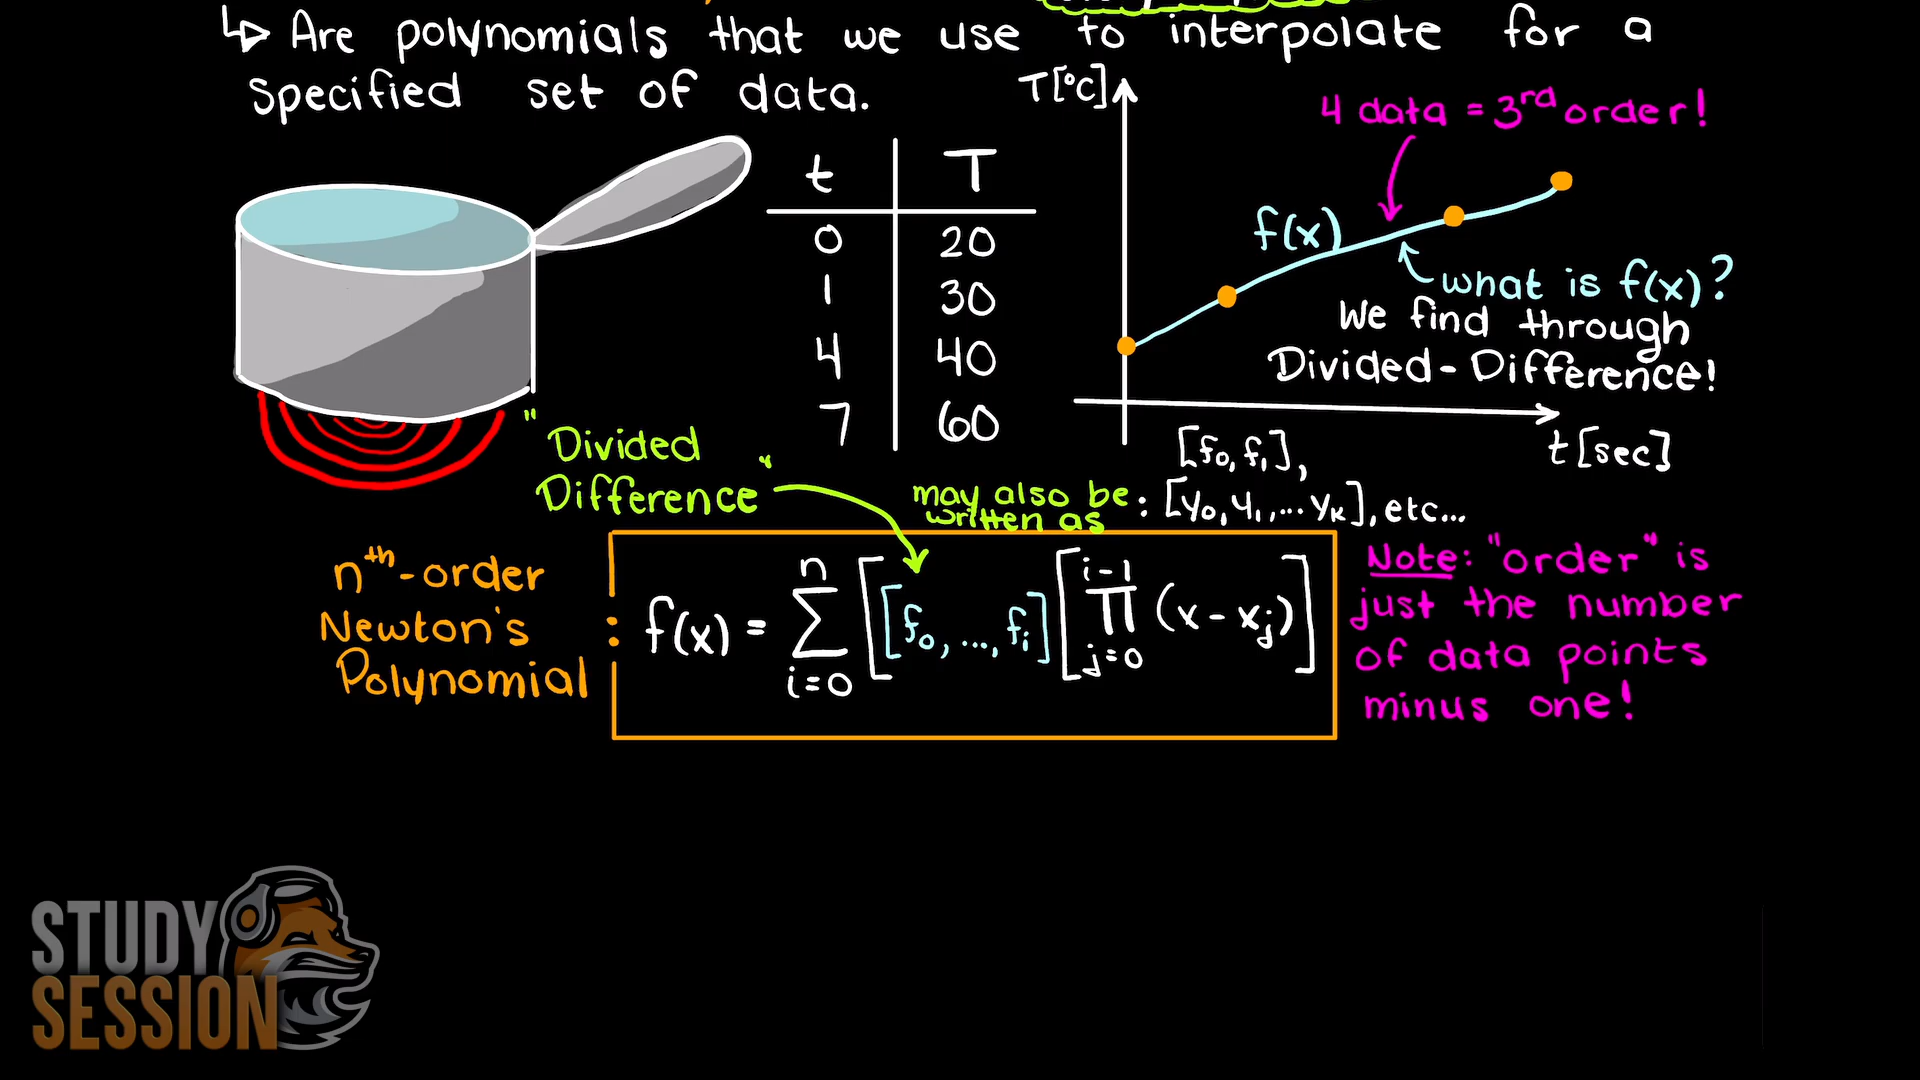 ↳ Are polynomials that we use to interpolate for a
specified set of data.
T[°C]
4 data = 3rd order!
t | T
0 | 20
1 | 30
4 | 40
7 | 60
f(x)
what is f(x)?
We find through
Divided-Difference!
t[sec]
"Divided
Difference"
may also be
written as
: [f₀, f₁],
[y₀, y₁, ... yₖ], etc...
nth-order
Newton's
Polynomial
:
f(x) = Σ_{i=0}^{n} [[f₀, ..., fᵢ] [∏_{j=0}^{i-1} (x - xⱼ)]
Note: "order" is
just the number
of data points
minus one!
STUDY
SESSION